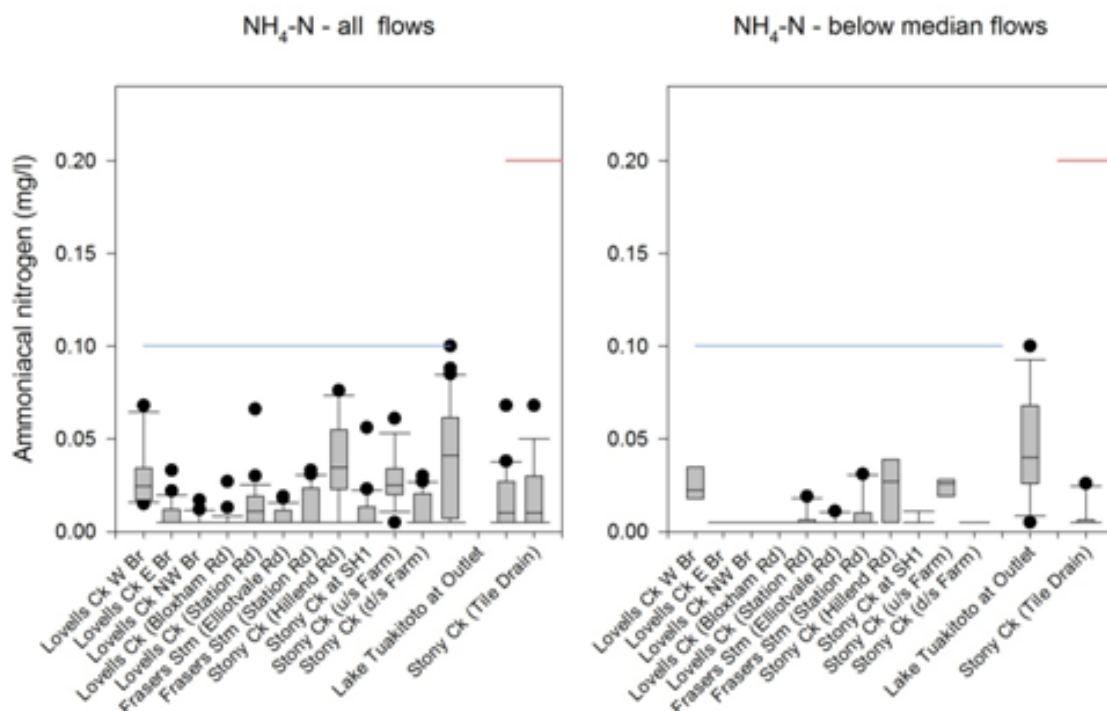 NH₄-N - all flows
NH₄-N - below median flows
Ammoniacal nitrogen (mg/l)
0.20
0.15
0.10
0.05
0.00
Lovells Ck W Br
Lovells Ck E Br
Lovells Ck NW Br
Lovells Ck (Bloxham Rd)
Lovells Ck (Station Rd)
Frasers Stm (Elliotvale Rd)
Frasers Stm (Station Rd)
Stony Ck (Hillend Rd)
Stony Ck at SH1
Stony Ck (u/s Farm)
Stony Ck (d/s Farm)
Lake Tuakitoto at Outlet
Stony Ck (Tile Drain)
0.20
0.15
0.10
0.05
0.00
Lovells Ck W Br
Lovells Ck E Br
Lovells Ck NW Br
Lovells Ck (Bloxham Rd)
Lovells Ck (Station Rd)
Frasers Stm (Elliotvale Rd)
Frasers Stm (Station Rd)
Stony Ck (Hillend Rd)
Stony Ck at SH1
Stony Ck (u/s Farm)
Stony Ck (d/s Farm)
Lake Tuakitoto at Outlet
Stony Ck (Tile Drain)